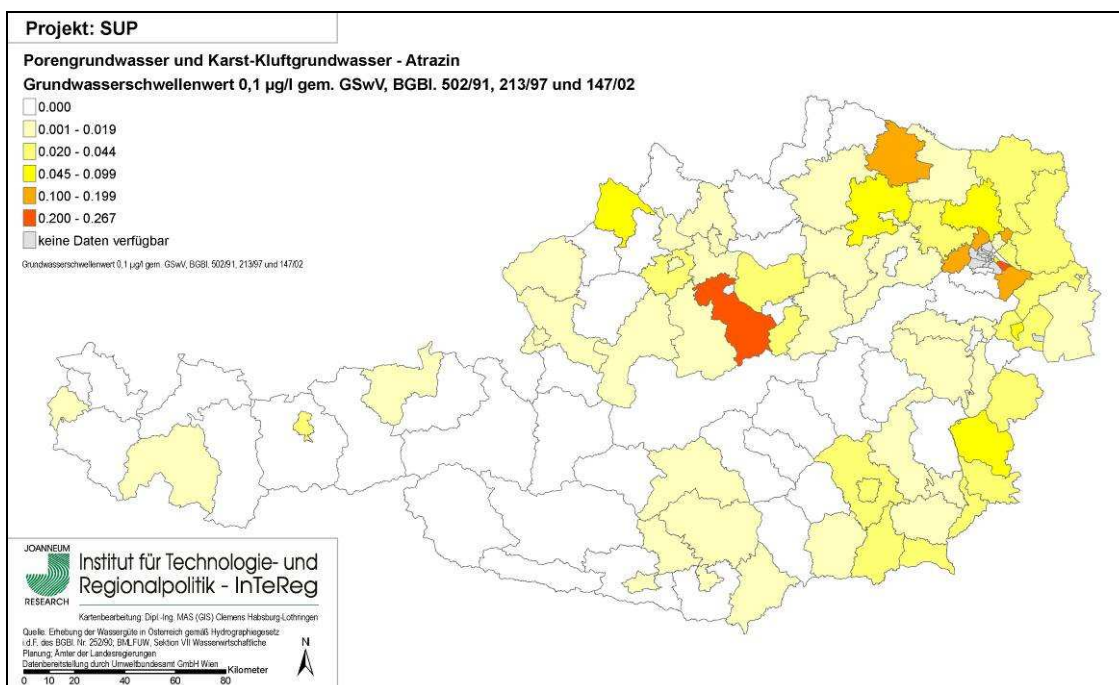 Projekt: SUP
Porengrundwasser und Karst-Kluftgrundwasser - Atrazin
Grundwasserschwellenwert 0,1 µg/l gem. GSwV, BGBl. 502/91, 213/97 und 147/02
0.000
0.001 - 0.019
0.020 - 0.044
0.045 - 0.099
0.100 - 0.199
0.200 - 0.267
keine Daten verfügbar
Grundwasserschwellenwert 0,1 µg/l gem. GSwV, BGBl. 502/91, 213/97 und 147/02
JOANNEUM
RESEARCH
Institut für Technologie- und
Regionalpolitik - InTeReg
Kartenbearbeitung: Dipl.-Ing. MAS (GIS) Clemens Habsburg-Lothringen
Quelle: Erhebung der Wassergüte in Österreich gemäß Hydrographiegesetz
i.d.F. des BGBl. Nr. 252/90; BMLFUW, Sektion VII Wasserwirtschaftliche
Planung; Ämter der Landesregierungen
Datenbereitstellung durch Umweltbundesamt GmbH Wien
N
Kilometer
0 10 20 40 60 80